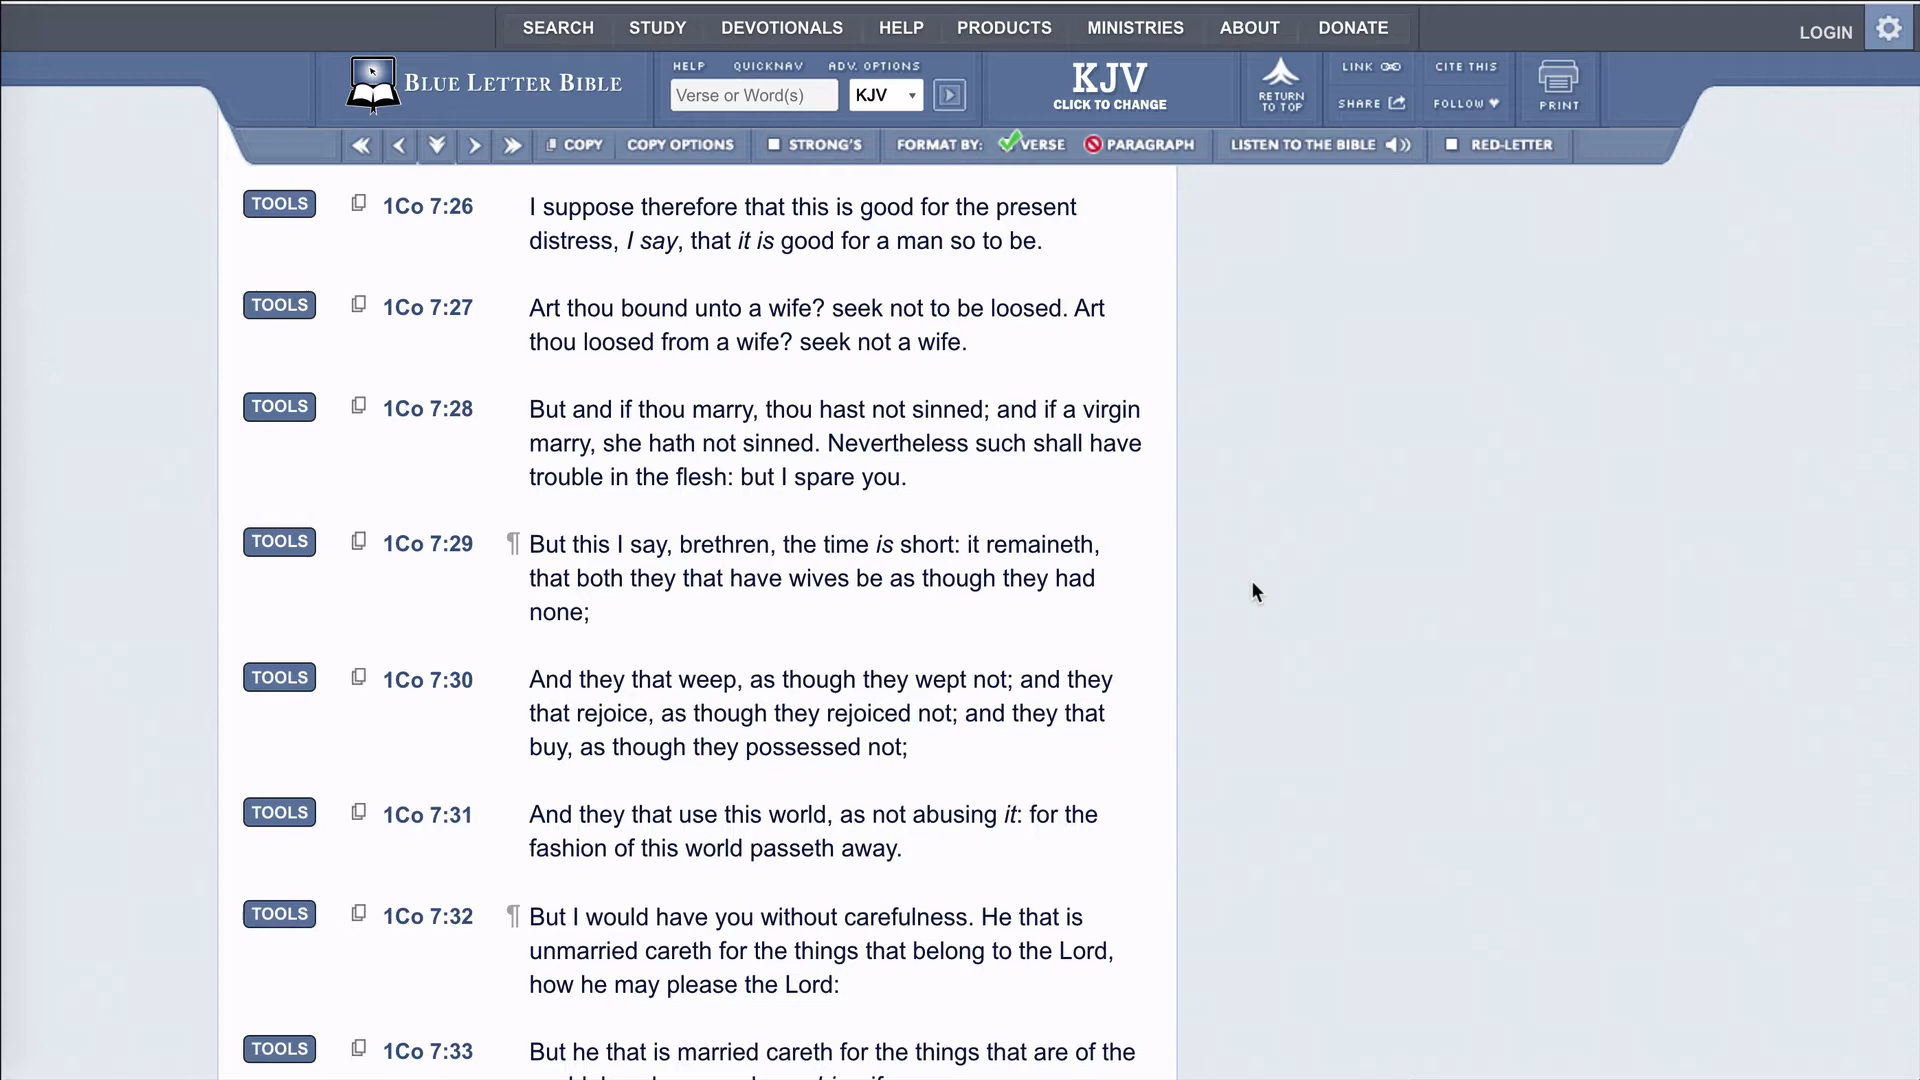 SEARCH STUDY DEVOTIONALS HELP PRODUCTS MINISTRIES ABOUT DONATE LOGIN
BLUE LETTER BIBLE
HELP QUICKNAV ADV. OPTIONS
Verse or Word(s) KJV
KJV
CLICK TO CHANGE
RETURN
TO TOP
LINK CITE THIS
SHARE FOLLOW
PRINT
COPY COPY OPTIONS STRONG'S FORMAT BY: VERSE PARAGRAPH LISTEN TO THE BIBLE RED-LETTER
TOOLS 1Co 7:26 I suppose therefore that this is good for the present
distress, I say, that it is good for a man so to be.
TOOLS 1Co 7:27 Art thou bound unto a wife? seek not to be loosed. Art
thou loosed from a wife? seek not a wife.
TOOLS 1Co 7:28 But and if thou marry, thou hast not sinned; and if a virgin
marry, she hath not sinned. Nevertheless such shall have
trouble in the flesh: but I spare you.
TOOLS 1Co 7:29 ¶ But this I say, brethren, the time is short: it remaineth,
that both they that have wives be as though they had
none;
TOOLS 1Co 7:30 And they that weep, as though they wept not; and they
that rejoice, as though they rejoiced not; and they that
buy, as though they possessed not;
TOOLS 1Co 7:31 And they that use this world, as not abusing it: for the
fashion of this world passeth away.
TOOLS 1Co 7:32 ¶ But I would have you without carefulness. He that is
unmarried careth for the things that belong to the Lord,
how he may please the Lord:
TOOLS 1Co 7:33 But he that is married careth for the things that are of the